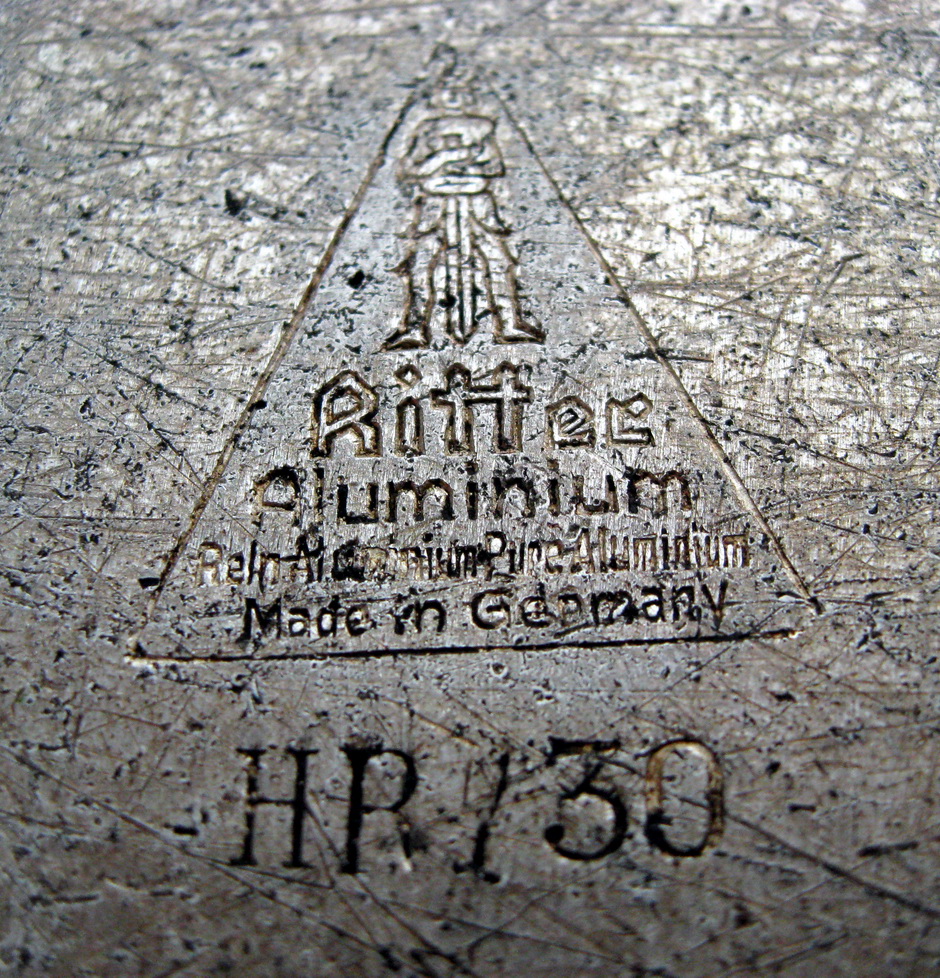 Ritter
Aluminium
Rein-Aluminium-Pure-Aluminium
Made in Germany
HR/30